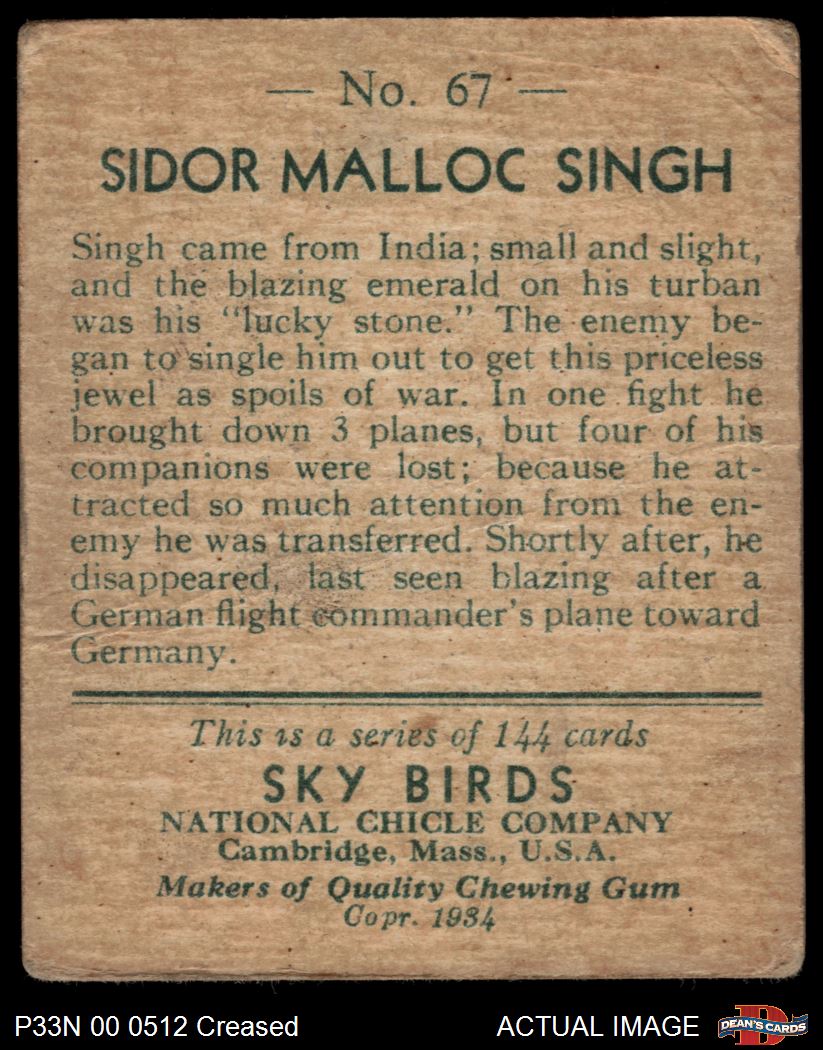 — No. 67 —
SIDOR MALLOC SINGH
Singh came from India; small and slight,
and the blazing emerald on his turban
was his "lucky stone." The enemy be-
gan to single him out to get this priceless
jewel as spoils of war. In one fight he
brought down 3 planes, but four of his
companions were lost; because he at-
tracted so much attention from the en-
emy he was transferred. Shortly after, he
disappeared, last seen blazing after a
German flight commander's plane toward
Germany.
This is a series of 144 cards
SKY BIRDS
NATIONAL CHICLE COMPANY
Cambridge, Mass., U.S.A.
Makers of Quality Chewing Gum
Copr. 1934
P33N 00 0512 Creased
ACTUAL IMAGE
D
DEAN'S CARDS